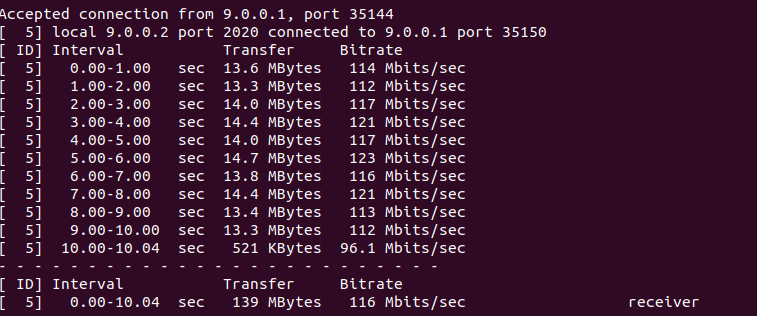 Accepted connection from 9.0.0.1, port 35144
[  5] local 9.0.0.2 port 2020 connected to 9.0.0.1 port 35150
[ ID] Interval           Transfer     Bitrate
[  5]   0.00-1.00   sec  13.6 MBytes   114 Mbits/sec
[  5]   1.00-2.00   sec  13.3 MBytes   112 Mbits/sec
[  5]   2.00-3.00   sec  14.0 MBytes   117 Mbits/sec
[  5]   3.00-4.00   sec  14.4 MBytes   121 Mbits/sec
[  5]   4.00-5.00   sec  14.0 MBytes   117 Mbits/sec
[  5]   5.00-6.00   sec  14.7 MBytes   123 Mbits/sec
[  5]   6.00-7.00   sec  13.8 MBytes   116 Mbits/sec
[  5]   7.00-8.00   sec  14.4 MBytes   121 Mbits/sec
[  5]   8.00-9.00   sec  13.4 MBytes   113 Mbits/sec
[  5]   9.00-10.00  sec  13.3 MBytes   112 Mbits/sec
[  5]  10.00-10.04  sec   521 KBytes  96.1 Mbits/sec
- - - - - - - - - - - - - - - - - - - - - - - - -
[ ID] Interval           Transfer     Bitrate
[  5]   0.00-10.04  sec   139 MBytes   116 Mbits/sec                  receiver